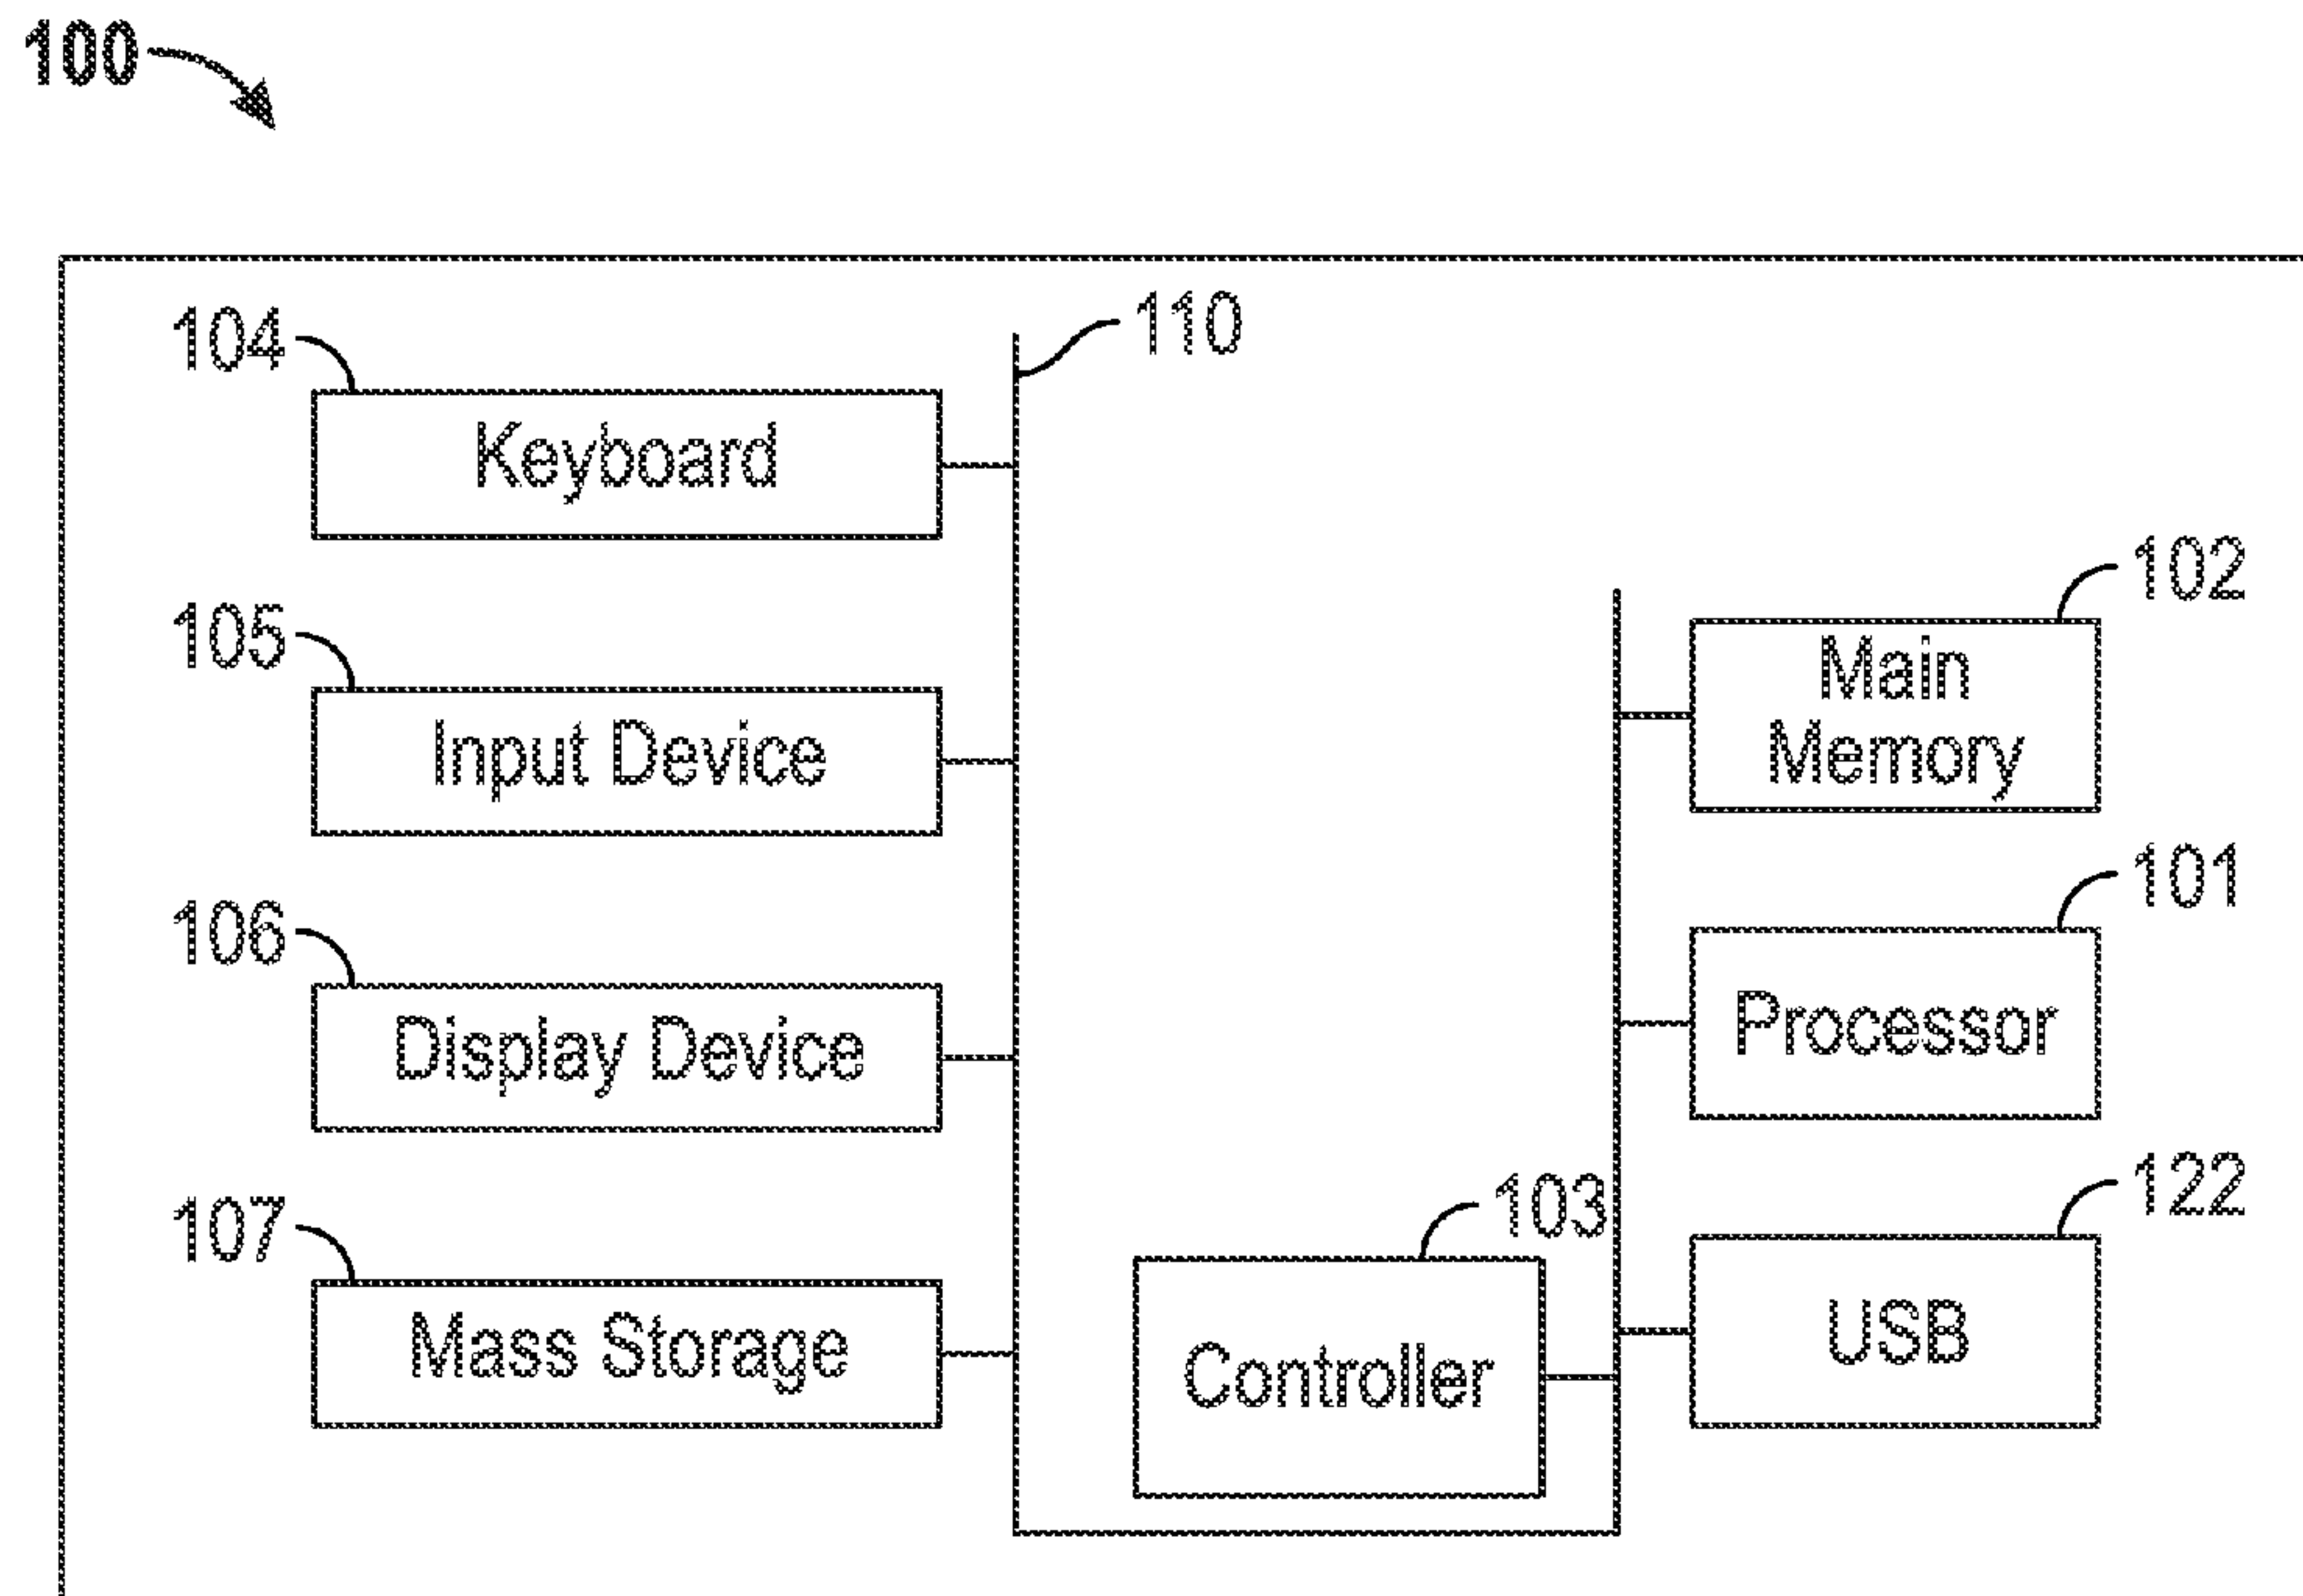 100
104
110
Keyboard
102
105
Main
Memory
Input Device
101
106
Processor
Display Device
122
107
103
USB
Mass Storage
Controller